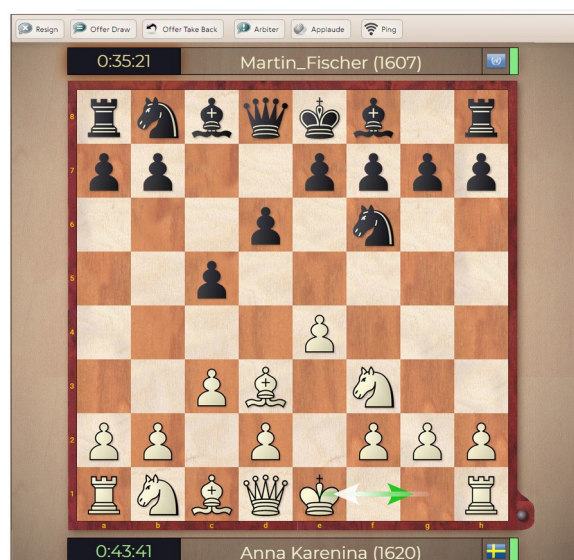 Resign Offer Draw Offer Take Back Arbiter Applaude Ping
0:35:21 Martin_Fischer (1607)
8
7
6
5
4
3
2
1
a b c d e f g h
0:43:41 Anna Karenina (1620)